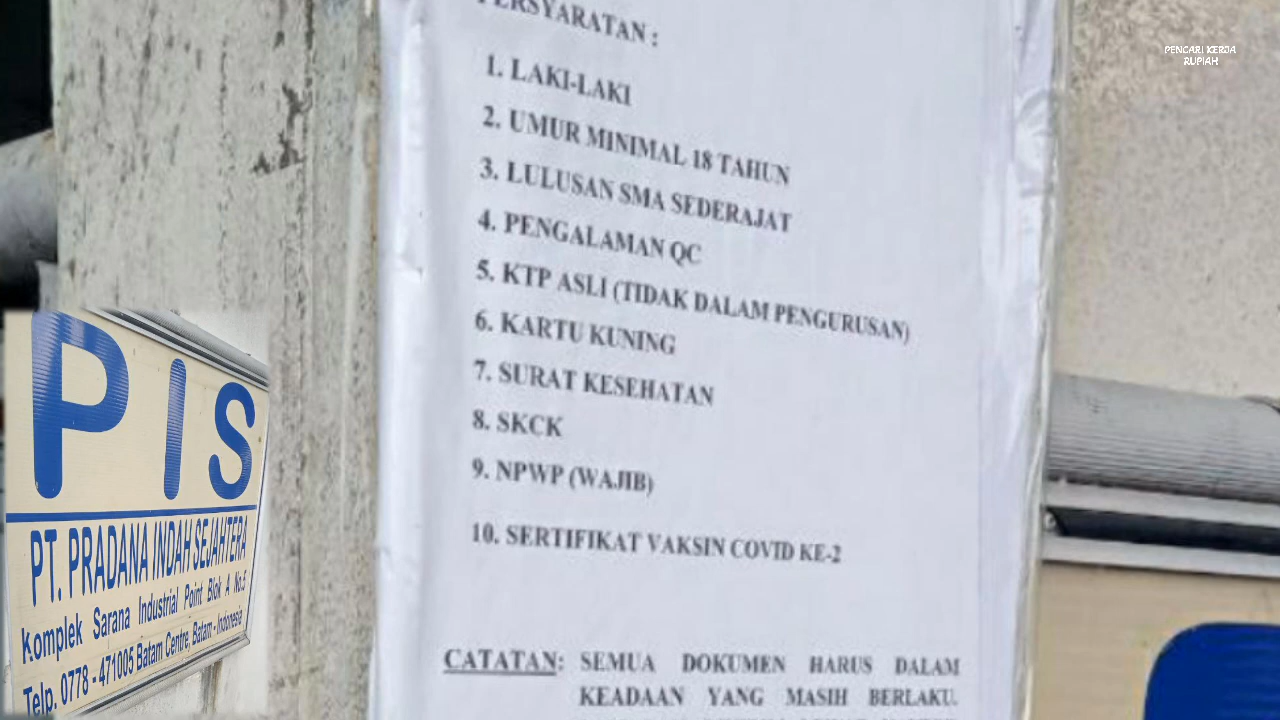 PERSYARATAN :
1. LAKI-LAKI
2. UMUR MINIMAL 18 TAHUN
3. LULUSAN SMA SEDERAJAT
4. PENGALAMAN QC
5. KTP ASLI (TIDAK DALAM PENGURUSAN)
6. KARTU KUNING
7. SURAT KESEHATAN
8. SKCK
9. NPWP (WAJIB)
10. SERTIFIKAT VAKSIN COVID KE-2
CATATAN: SEMUA DOKUMEN HARUS DALAM
KEADAAN YANG MASIH BERLAKU.
PIS
PT. PRADANA INDAH SEJAHTERA
Komplek Sarana Industrial Point Blok A No.5
Telp. 0778 - 471005 Batam Centre, Batam - Indonesia
PENCARI KERJA
RUPIAH